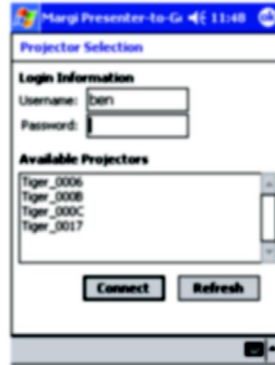 Margi Presenter-to-Go 11:48
Projector Selection
Login Information
Username: ben
Password:
Available Projectors
Tiger_0006
Tiger_000B
Tiger_000C
Tiger_0017
Connect Refresh